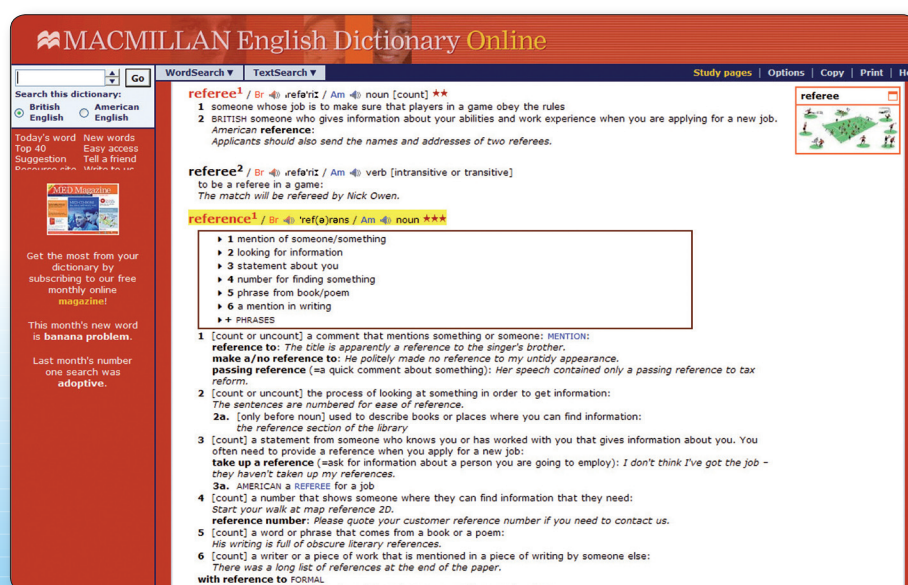 MACMILLAN English Dictionary Online
Go
WordSearch ▼ TextSearch ▼
Study pages | Options | Copy | Print | He
Search this dictionary:
British English
American English
Today's word New words
Top 40 Easy access
Suggestion Tell a friend
Resource site Write to us
MED Magazine
Get the most from your
dictionary by
subscribing to our free
monthly online
magazine!
This month's new word
is banana problem.
Last month's number
one search was
adoptive.
referee
referee1 / Br ˌrefəˈriː / Am noun [count] ★★
1 someone whose job is to make sure that players in a game obey the rules
2 BRITISH someone who gives information about your abilities and work experience when you are applying for a new job.
American reference:
Applicants should also send the names and addresses of two referees.
referee2 / Br ˌrefəˈriː / Am verb [intransitive or transitive]
to be a referee in a game:
The match will be refereed by Nick Owen.
reference1 / Br ˈref(ə)rəns / Am noun ★★★
1 mention of someone/something
2 looking for information
3 statement about you
4 number for finding something
5 phrase from book/poem
6 a mention in writing
+ PHRASES
1 [count or uncount] a comment that mentions something or someone: MENTION:
reference to: The title is apparently a reference to the singer's brother.
make a/no reference to: He politely made no reference to my untidy appearance.
passing reference (=a quick comment about something): Her speech contained only a passing reference to tax
reform.
2 [count or uncount] the process of looking at something in order to get information:
The sentences are numbered for ease of reference.
2a. [only before noun] used to describe books or places where you can find information:
the reference section of the library
3 [count] a statement from someone who knows you or has worked with you that gives information about you. You
often need to provide a reference when you apply for a new job:
take up a reference (=ask for information about a person you are going to employ): I don't think I've got the job –
they haven't taken up my references.
3a. AMERICAN a REFEREE for a job
4 [count] a number that shows someone where they can find information that they need:
Start your walk at map reference 2D.
reference number: Please quote your customer reference number if you need to contact us.
5 [count] a word or phrase that comes from a book or a poem:
His writing is full of obscure literary references.
6 [count] a writer or a piece of work that is mentioned in a piece of writing by someone else:
There was a long list of references at the end of the paper.
with reference to FORMAL